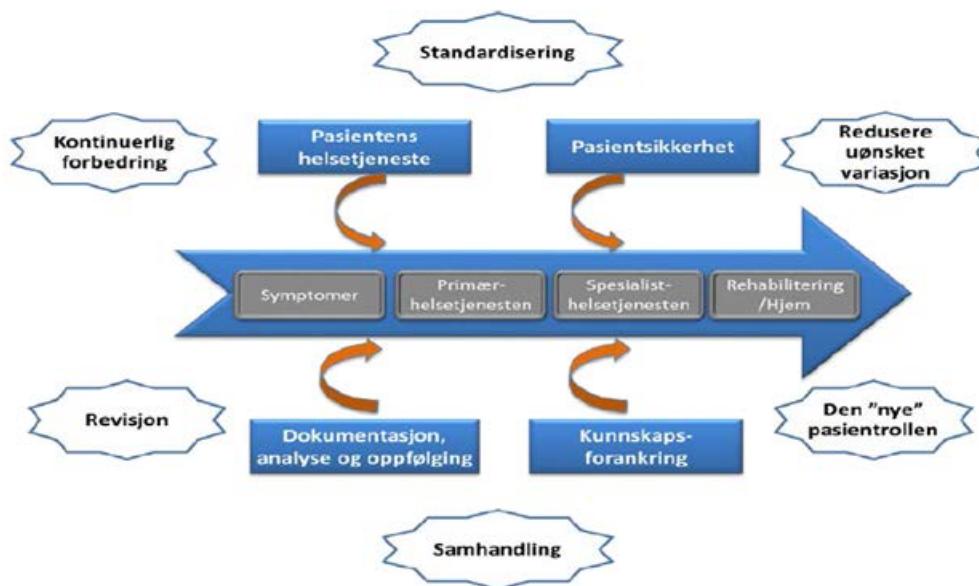 Standardisering
Kontinuerlig
forbedring
Pasientens
helsetjeneste
Pasientsikkerhet
Redusere
uønsket
variasjon
Symptomer
Primær-
helsetjenesten
Spesialist-
helsetjenesten
Rehabilitering
/Hjem
Revisjon
Dokumentasjon,
analyse og oppfølging
Kunnskaps-
forankring
Den ”nye”
pasientrollen
Samhandling